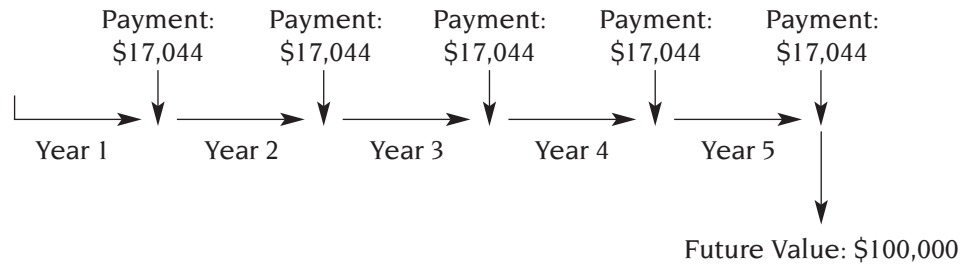 Payment: Payment: Payment: Payment: Payment:
$17,044 $17,044 $17,044 $17,044 $17,044
Year 1 Year 2 Year 3 Year 4 Year 5
Future Value: $100,000